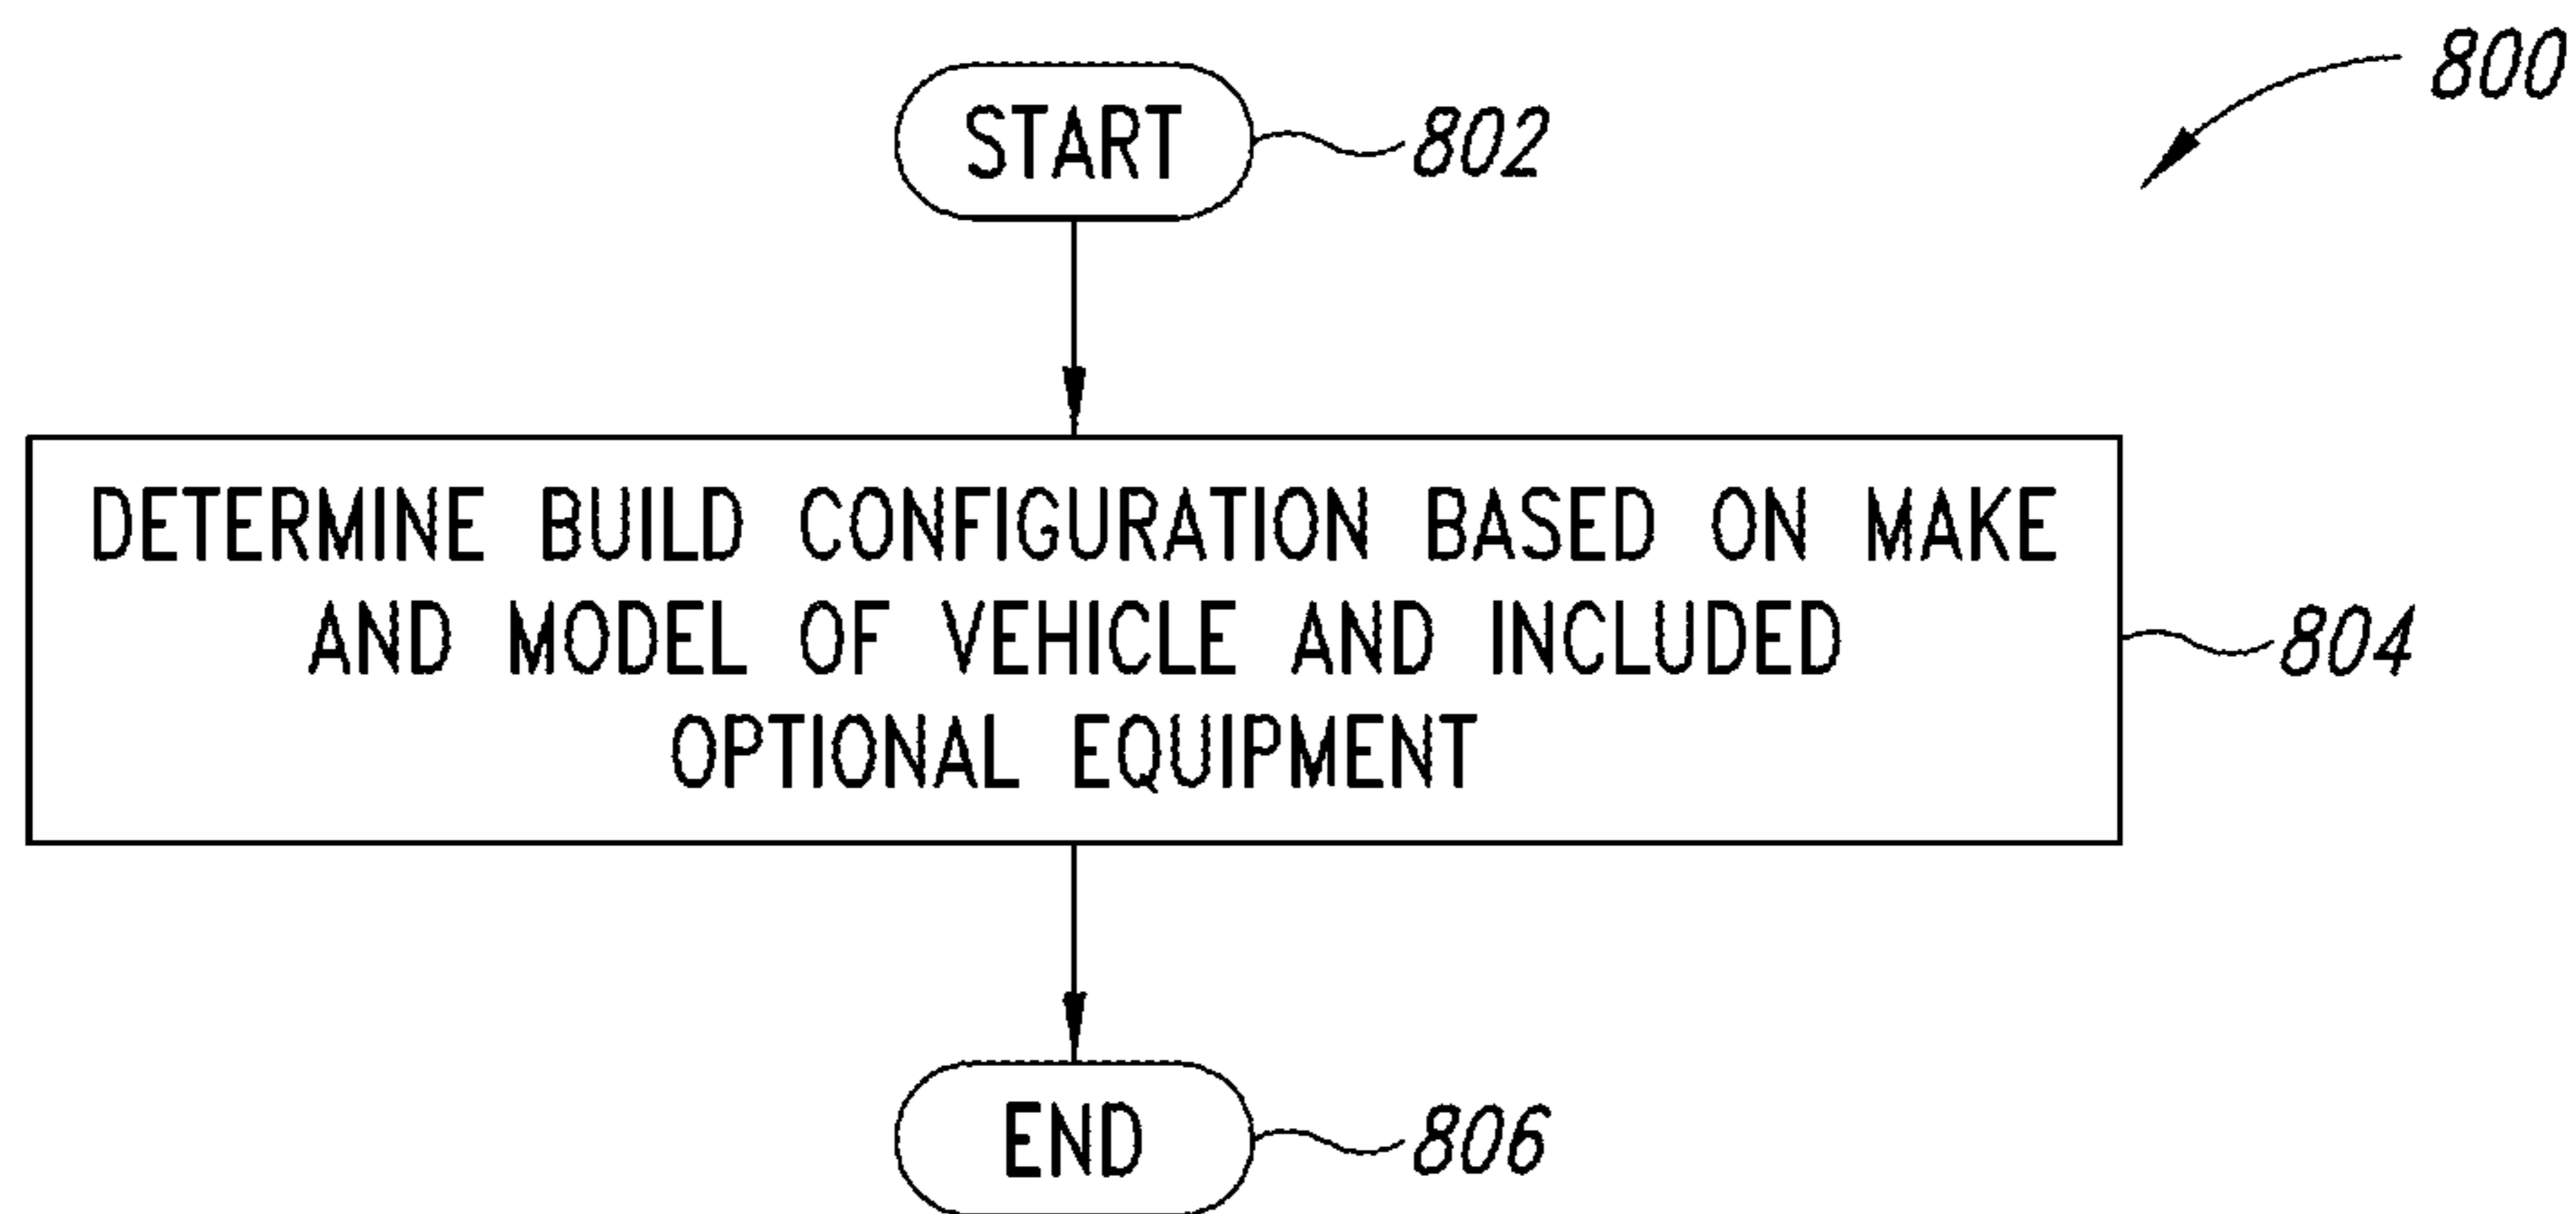 800
START
802
DETERMINE BUILD CONFIGURATION BASED ON MAKE
AND MODEL OF VEHICLE AND INCLUDED
OPTIONAL EQUIPMENT
804
END
806